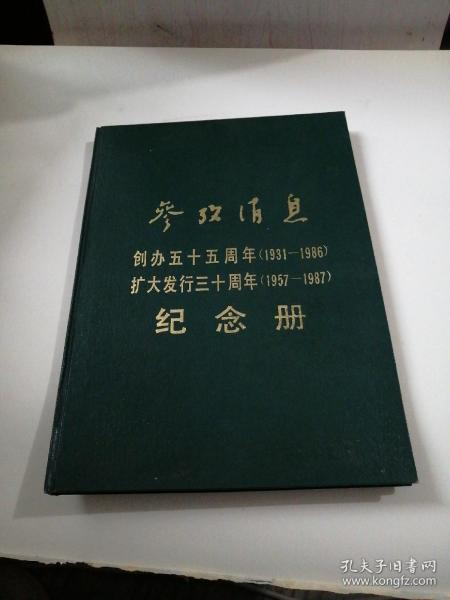 参攷消息
创办五十五周年(1931—1986)
扩大发行三十周年(1957—1987)
纪念册
孔夫子旧书网
www.kongfz.com